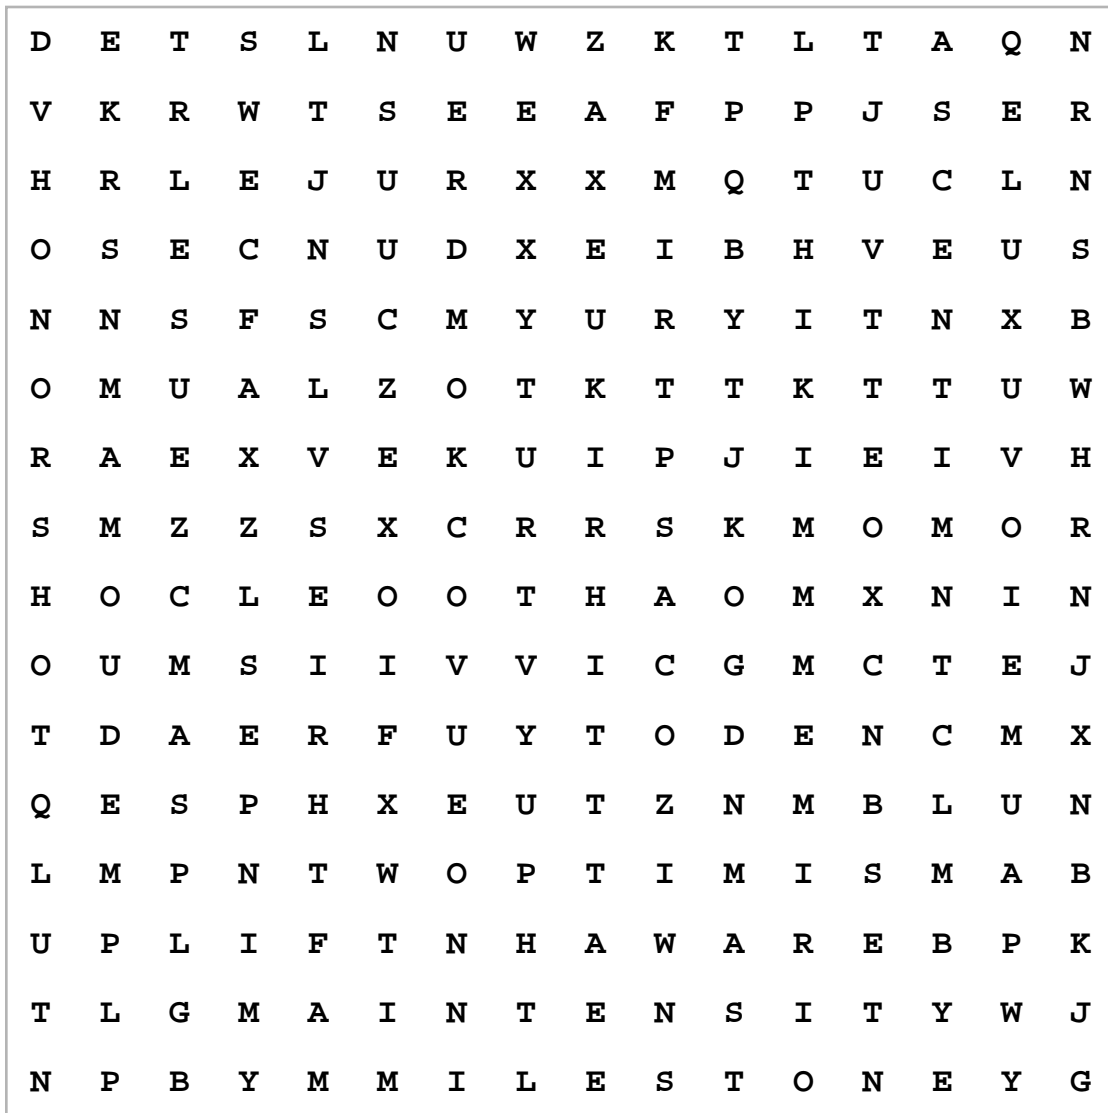 D E T S L N U W Z K T L T A Q N
V K R W T S E E A F P P J S E R
H R L E J U R X X M Q T U C L N
O S E C N U D X E I B H V E U S
N N S F S C M Y U R Y I T N X B
O M U A L Z O T K T T K T T U W
R A E X V E K U I P J I E I V H
S M Z Z S X C R R S K M O M O R
H O C L E O O T H A O M X N I N
O U M S I I V V I C G M C T E J
T D A E R F U Y T O D E N C M X
Q E S P H X E U T Z N M B L U N
L M P N T W O P T I M I S M A B
U P L I F T N H A W A R E B P K
T L G M A I N T E N S I T Y W J
N P B Y M M I L E S T O N E Y G